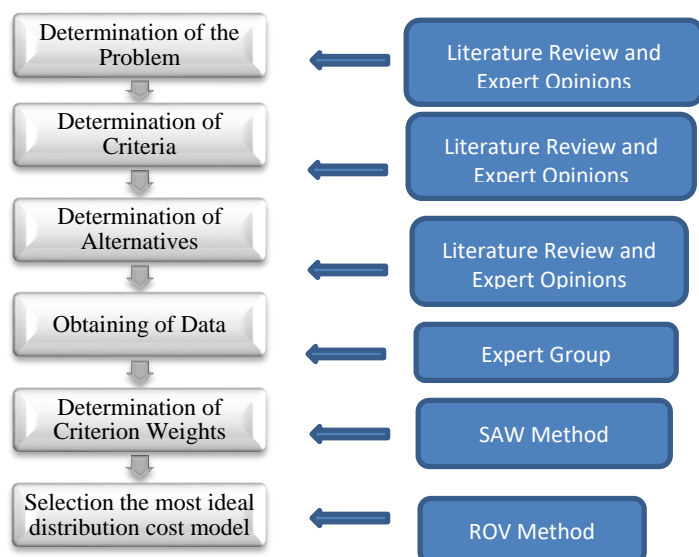 Determination of the
Problem
Literature Review and
Expert Opinions
Determination of
Criteria
Literature Review and
Expert Opinions
Determination of
Alternatives
Literature Review and
Expert Opinions
Obtaining of Data
Expert Group
Determination of
Criterion Weights
SAW Method
Selection the most ideal
distribution cost model
ROV Method